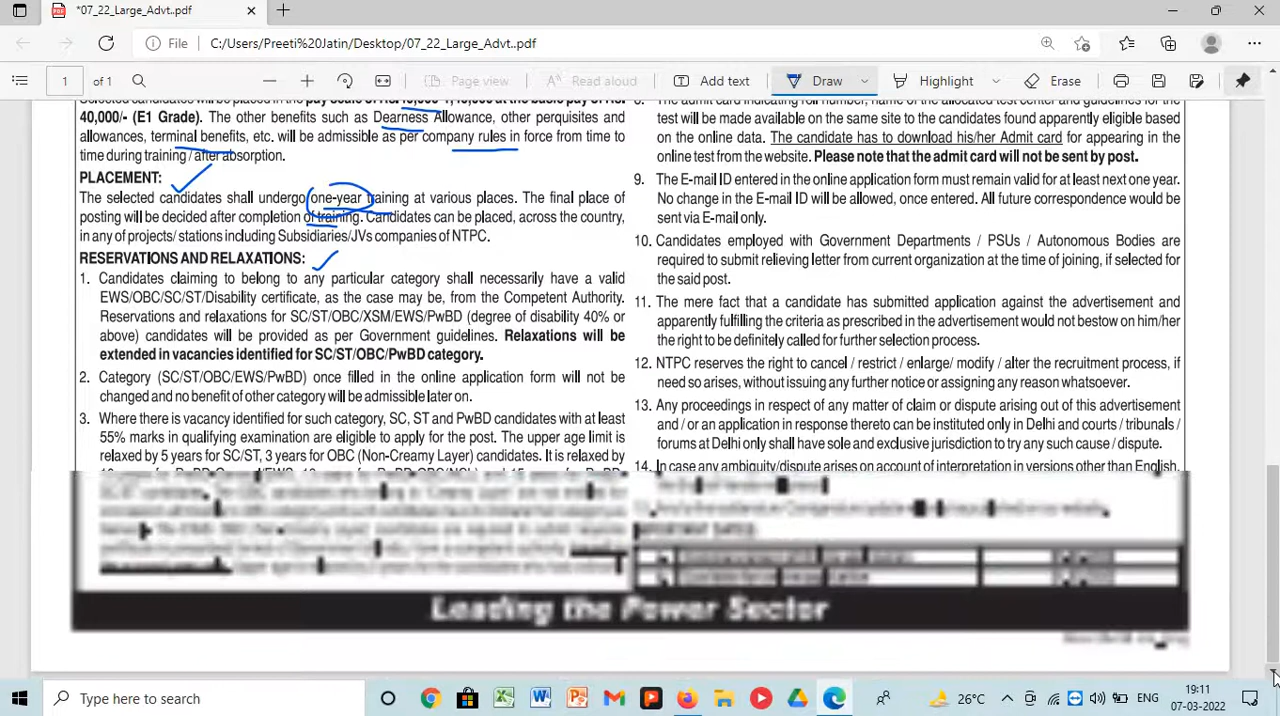 *07_22_Large_Advt..pdf
File C:/Users/Preeti%20Jatin/Desktop/07_22_Large_Advt..pdf
1 of 1 Page view Read aloud Add text Draw Highlight Erase
40,000/- (E1 Grade). The other benefits such as Dearness Allowance, other perquisites and
allowances, terminal benefits, etc. will be admissible as per company rules in force from time to
time during training / after absorption.
PLACEMENT:
The selected candidates shall undergo one-year training at various places. The final place of
posting will be decided after completion of training. Candidates can be placed, across the country,
in any of projects/ stations including Subsidiaries/JVs companies of NTPC.
RESERVATIONS AND RELAXATIONS:
1. Candidates claiming to belong to any particular category shall necessarily have a valid
EWS/OBC/SC/ST/Disability certificate, as the case may be, from the Competent Authority.
Reservations and relaxations for SC/ST/OBC/XSM/EWS/PwBD (degree of disability 40% or
above) candidates will be provided as per Government guidelines. Relaxations will be
extended in vacancies identified for SC/ST/OBC/PwBD category.
2. Category (SC/ST/OBC/EWS/PwBD) once filled in the online application form will not be
changed and no benefit of other category will be admissible later on.
3. Where there is vacancy identified for such category, SC, ST and PwBD candidates with at least
55% marks in qualifying examination are eligible to apply for the post. The upper age limit is
relaxed by 5 years for SC/ST, 3 years for OBC (Non-Creamy Layer) candidates. It is relaxed by
The admit card indicating roll number, name of the allocated test center and guidelines for the
test will be made available on the same site to the candidates found apparently eligible based
on the online data. The candidate has to download his/her Admit card for appearing in the
online test from the website. Please note that the admit card will not be sent by post.
9. The E-mail ID entered in the online application form must remain valid for at least next one year.
No change in the E-mail ID will be allowed, once entered. All future correspondence would be
sent via E-mail only.
10. Candidates employed with Government Departments / PSUs / Autonomous Bodies are
required to submit relieving letter from current organization at the time of joining, if selected for
the said post.
11. The mere fact that a candidate has submitted application against the advertisement and
apparently fulfilling the criteria as prescribed in the advertisement would not bestow on him/her
the right to be definitely called for further selection process.
12. NTPC reserves the right to cancel / restrict / enlarge/ modify / alter the recruitment process, if
need so arises, without issuing any further notice or assigning any reason whatsoever.
13. Any proceedings in respect of any matter of claim or dispute arising out of this advertisement
and / or an application in response thereto can be instituted only in Delhi and courts / tribunals /
forums at Delhi only shall have sole and exclusive jurisdiction to try any such cause / dispute.
14. In case any ambiguity/dispute arises on account of interpretation in versions other than English,
Leading the Power Sector
Type here to search 26°C ENG 19:11
07-03-2022